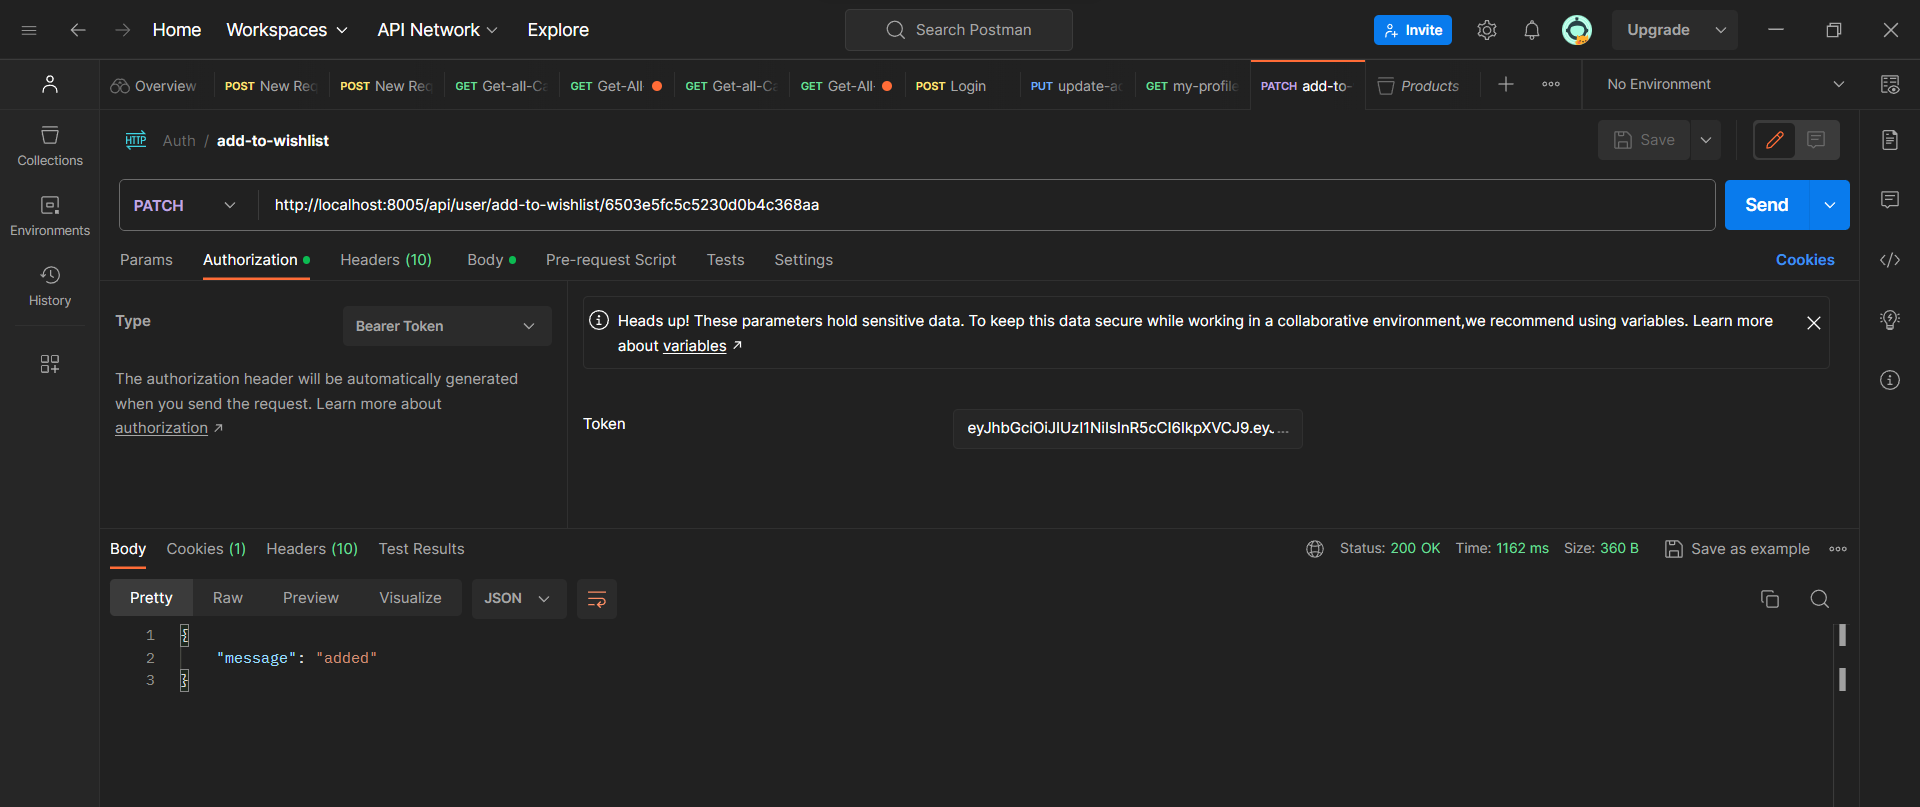 Home Workspaces API Network Explore Search Postman Invite Upgrade
Overview POST New Req POST New Req GET Get-all-Ca GET Get-All- GET Get-all-Ca GET Get-All- POST Login PUT update-ad GET my-profile PATCH add-to- Products No Environment
HTTP Auth / add-to-wishlist Save
Collections
Environments
History
PATCH http://localhost:8005/api/user/add-to-wishlist/6503e5fc5c5230d0b4c368aa Send
Params Authorization Headers (10) Body Pre-request Script Tests Settings Cookies
Type Bearer Token
The authorization header will be automatically generated
when you send the request. Learn more about
authorization ↗
Heads up! These parameters hold sensitive data. To keep this data secure while working in a collaborative environment,we recommend using variables. Learn more
about variables ↗
Token eyJhbGciOiJIUzI1NiIsInR5cCI6IkpXVCJ9.eyJ ...
Body Cookies (1) Headers (10) Test Results Status: 200 OK Time: 1162 ms Size: 360 B Save as example
Pretty Raw Preview Visualize JSON
1 {
2 "message": "added"
3 }